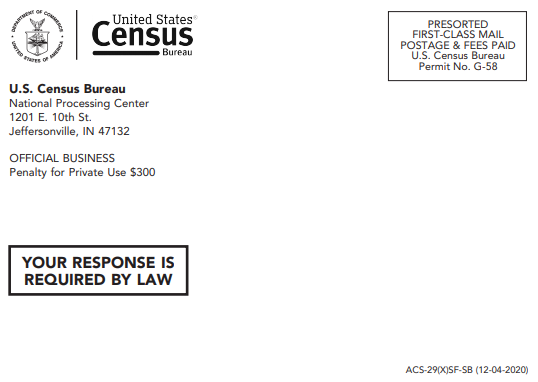 DEPARTMENT OF COMMERCE
UNITED STATES OF AMERICA
United States®
Census
Bureau
PRESORTED
FIRST-CLASS MAIL
POSTAGE & FEES PAID
U.S. Census Bureau
Permit No. G-58
U.S. Census Bureau
National Processing Center
1201 E. 10th St.
Jeffersonville, IN 47132
OFFICIAL BUSINESS
Penalty for Private Use $300
YOUR RESPONSE IS
REQUIRED BY LAW
ACS-29(X)SF-SB (12-04-2020)